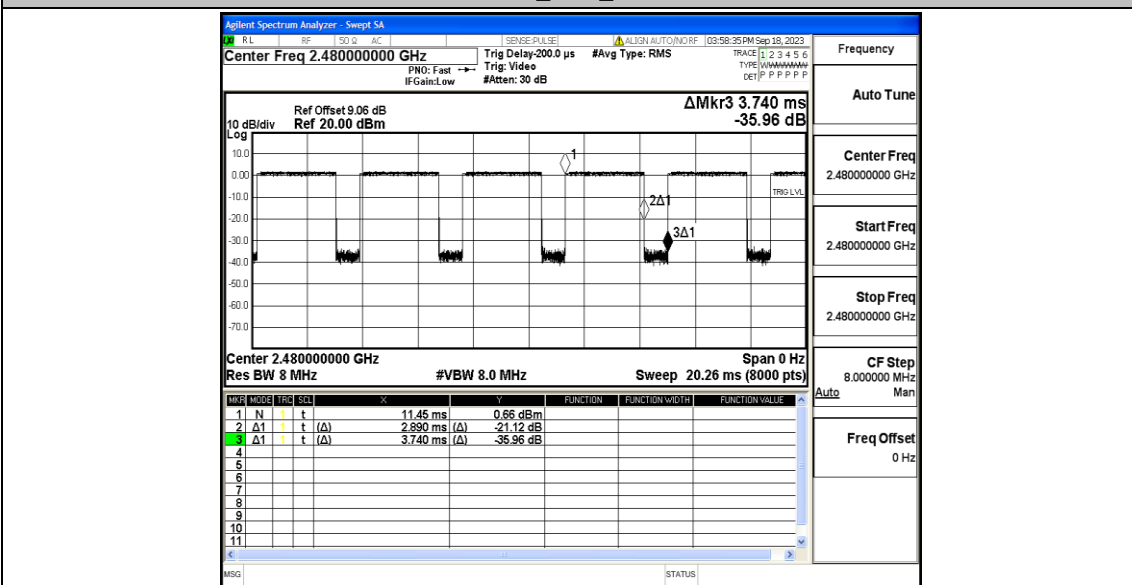 Agilent Spectrum Analyzer - Swept SA
RL RF 50 Ω AC SENSE:PULSE ALIGN AUTO/NO RF 03:58:35 PM Sep 18, 2023
Center Freq 2.480000000 GHz
PNO: Fast
IFGain:Low
Trig Delay-200.0 µs
Trig: Video
#Atten: 30 dB
#Avg Type: RMS
TRACE 1 2 3 4 5 6
TYPE
DET P P P P P P
Frequency
Auto Tune
Center Freq
2.480000000 GHz
Start Freq
2.480000000 GHz
Stop Freq
2.480000000 GHz
CF Step
8.000000 MHz
Auto Man
Freq Offset
0 Hz
ΔMkr3 3.740 ms
-35.96 dB
Ref Offset 9.06 dB
10 dB/div Ref 20.00 dBm
Log
10.0
0.00
-10.0
-20.0
-30.0
-40.0
-50.0
-60.0
-70.0
1
2Δ1
3Δ1
TRIG LVL
Center 2.480000000 GHz Span 0 Hz
Res BW 8 MHz #VBW 8.0 MHz Sweep 20.26 ms (8000 pts)
MKR MODE TRC SCL X Y FUNCTION FUNCTION WIDTH FUNCTION VALUE
1 N 1 t 11.45 ms 0.66 dBm
2 Δ1 1 t (Δ) 2.890 ms (Δ) -21.12 dB
3 Δ1 1 t (Δ) 3.740 ms (Δ) -35.96 dB
4
5
6
7
8
9
10
11
MSG STATUS